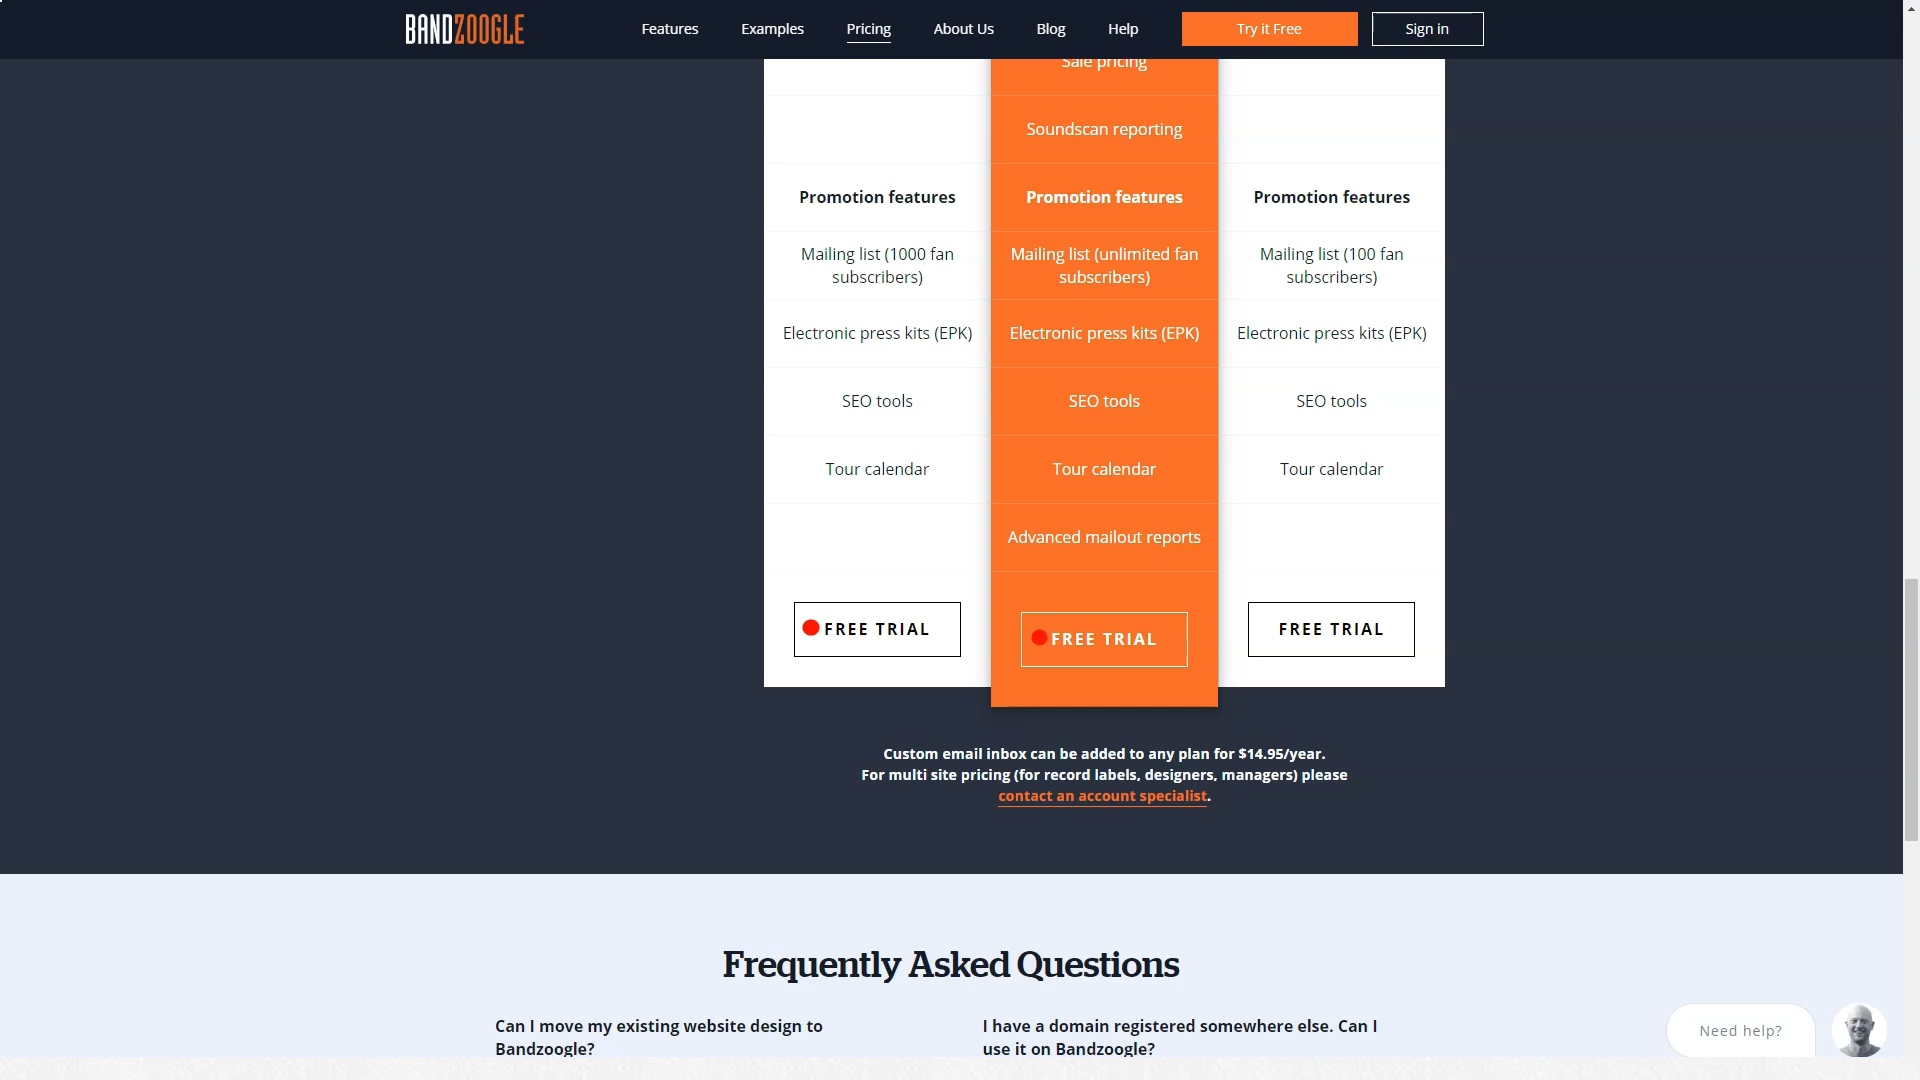 BANDZOOGLE
Features
Examples
Pricing
About Us
Blog
Help
Try it Free
Sign in
Sale pricing
Soundscan reporting
Promotion features
Promotion features
Promotion features
Mailing list (1000 fan
subscribers)
Mailing list (unlimited fan
subscribers)
Mailing list (100 fan
subscribers)
Electronic press kits (EPK)
Electronic press kits (EPK)
Electronic press kits (EPK)
SEO tools
SEO tools
SEO tools
Tour calendar
Tour calendar
Tour calendar
Advanced mailout reports
FREE TRIAL
FREE TRIAL
FREE TRIAL
Custom email inbox can be added to any plan for $14.95/year.
For multi site pricing (for record labels, designers, managers) please
contact an account specialist.
Frequently Asked Questions
Can I move my existing website design to
Bandzoogle?
I have a domain registered somewhere else. Can I
use it on Bandzoogle?
Need help?